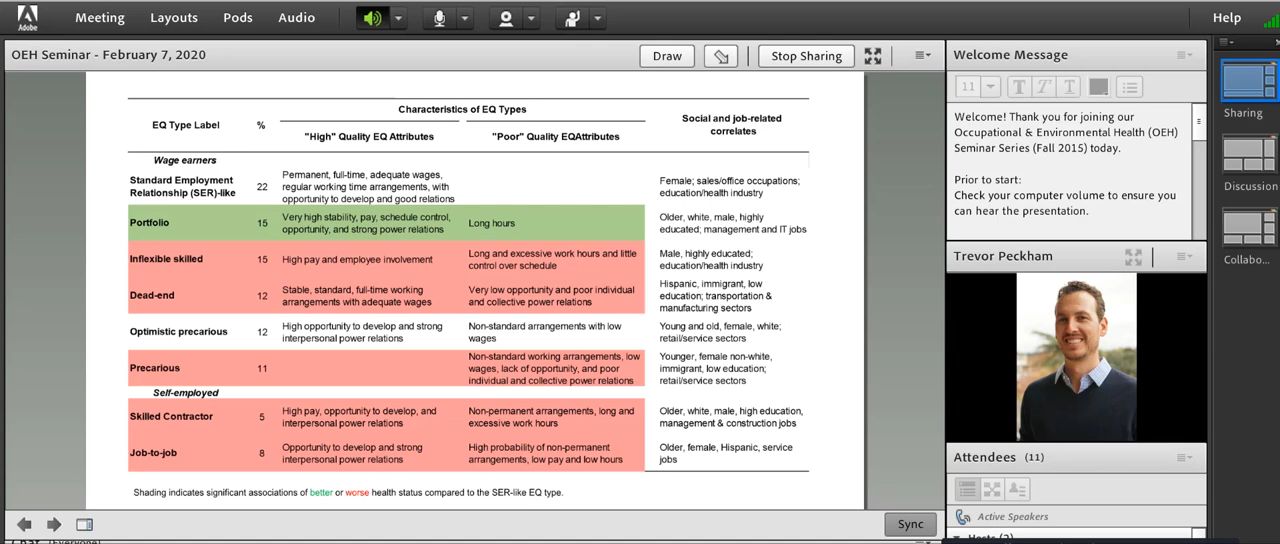 Adobe
Meeting
Layouts
Pods
Audio
Help
OEH Seminar - February 7, 2020
Draw
Stop Sharing
Characteristics of EQ Types
EQ Type Label
%
"High" Quality EQ Attributes
"Poor" Quality EQAttributes
Social and job-related
correlates
Wage earners
Standard Employment
Relationship (SER)-like
22
Permanent, full-time, adequate wages,
regular working time arrangements, with
opportunity to develop and good relations
Female; sales/office occupations;
education/health industry
Portfolio
15
Very high stability, pay, schedule control,
opportunity, and strong power relations
Long hours
Older, white, male, highly
educated; management and IT jobs
Inflexible skilled
15
High pay and employee involvement
Long and excessive work hours and little
control over schedule
Male, highly educated;
education/health industry
Dead-end
12
Stable, standard, full-time working
arrangements with adequate wages
Very low opportunity and poor individual
and collective power relations
Hispanic, immigrant, low
education; transportation &
manufacturing sectors
Optimistic precarious
12
High opportunity to develop and strong
interpersonal power relations
Non-standard arrangements with low
wages
Young and old, female, white;
retail/service sectors
Precarious
11
Non-standard working arrangements, low
wages, lack of opportunity, and poor
individual and collective power relations
Younger, female non-white,
immigrant, low education;
retail/service sectors
Self-employed
Skilled Contractor
5
High pay, opportunity to develop, and
interpersonal power relations
Non-permanent arrangements, long and
excessive work hours
Older, white, male, high education,
management & construction jobs
Job-to-job
8
Opportunity to develop and strong
interpersonal power relations
High probability of non-permanent
arrangements, low pay and low hours
Older, female, Hispanic, service
jobs
Shading indicates significant associations of better or worse health status compared to the SER-like EQ type.
Sync
Welcome Message
11
T T T
Welcome! Thank you for joining our
Occupational & Environmental Health (OEH)
Seminar Series (Fall 2015) today.
Prior to start:
Check your computer volume to ensure you
can hear the presentation.
Trevor Peckham
Attendees (11)
Active Speakers
Hosts (2)
Sharing
Discussion
Collabo...
(Everyone)